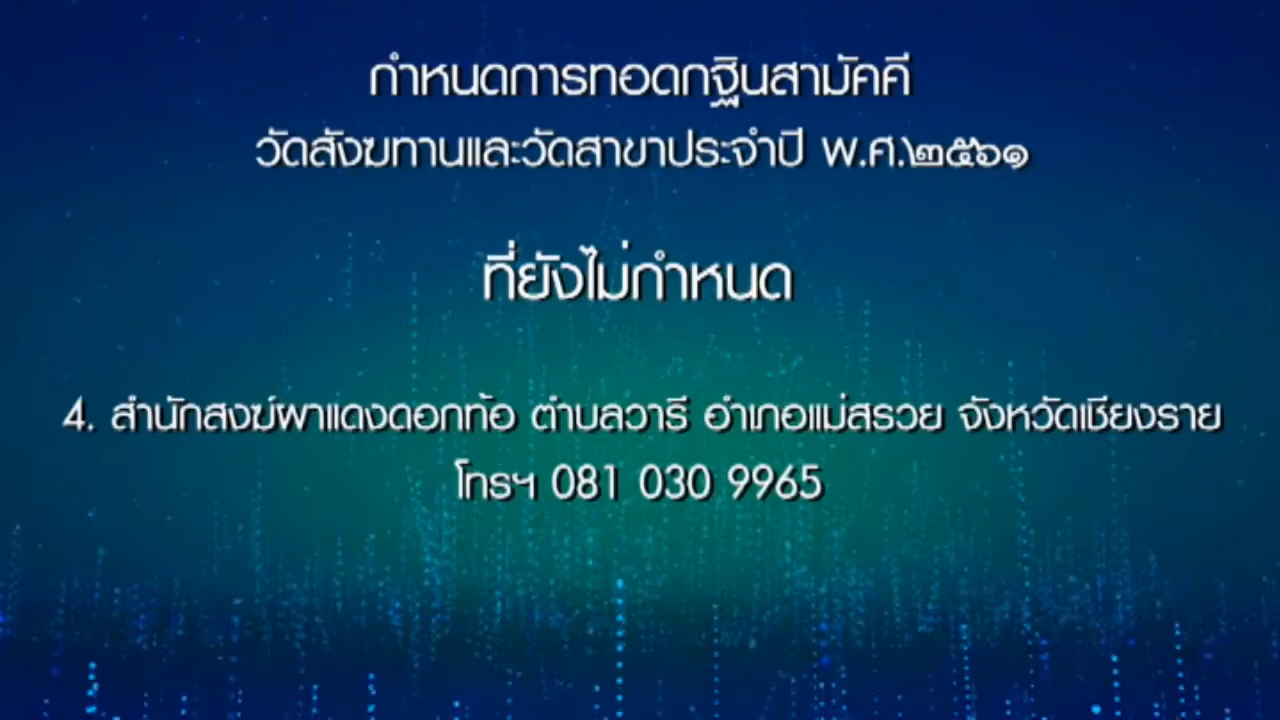 กำหนดการทอดกฐินสามัคคี
วัดสังฆทานและวัดสาขาประจำปี พ.ศ.๒๕๖๑
ที่ยังไม่กำหนด
4. สำนักสงฆ์ผาแดงดอกท้อ ตำบลวารี อำเภอแม่สรวย จังหวัดเชียงราย
โทรฯ 081 030 9965